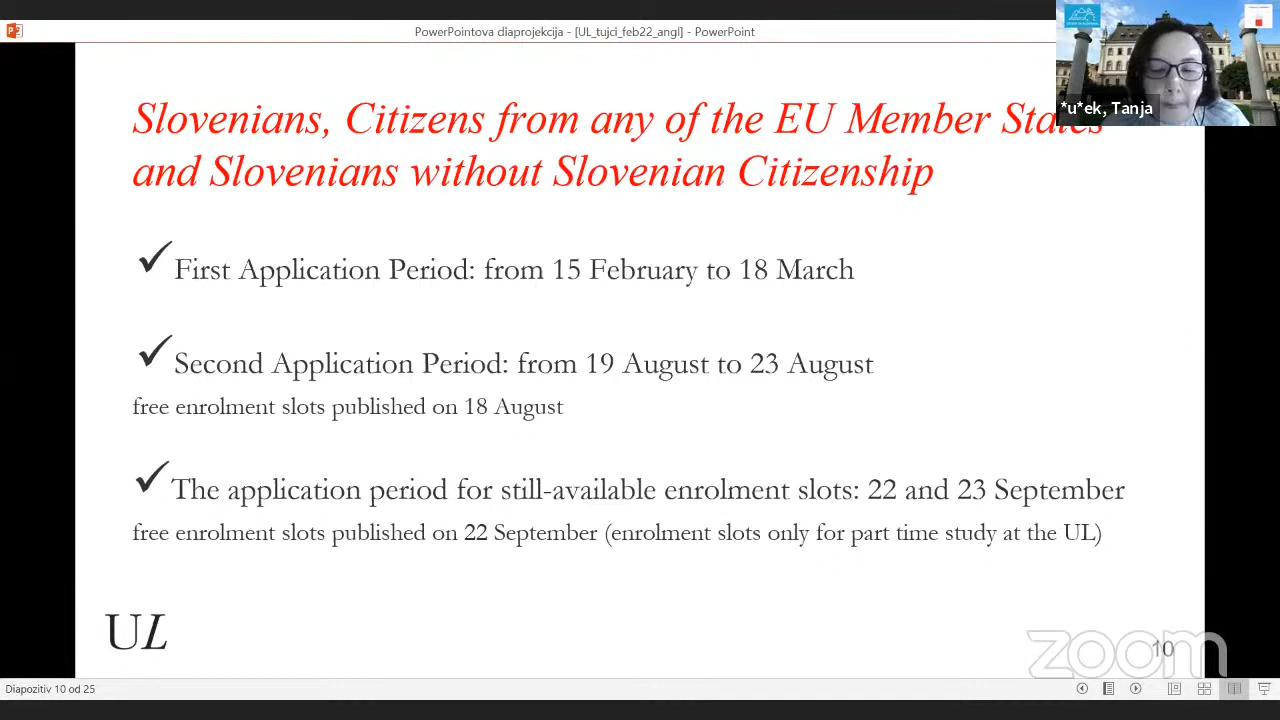 PowerPointova diaprojekcija - [UL_tujci_feb22_angl] - PowerPoint
*u*ek, Tanja
Slovenians, Citizens from any of the EU Member States
and Slovenians without Slovenian Citizenship
First Application Period: from 15 February to 18 March
Second Application Period: from 19 August to 23 August
free enrolment slots published on 18 August
The application period for still-available enrolment slots: 22 and 23 September
free enrolment slots published on 22 September (enrolment slots only for part time study at the UL)
UL
zoom
10
Diapozitiv 10 od 25